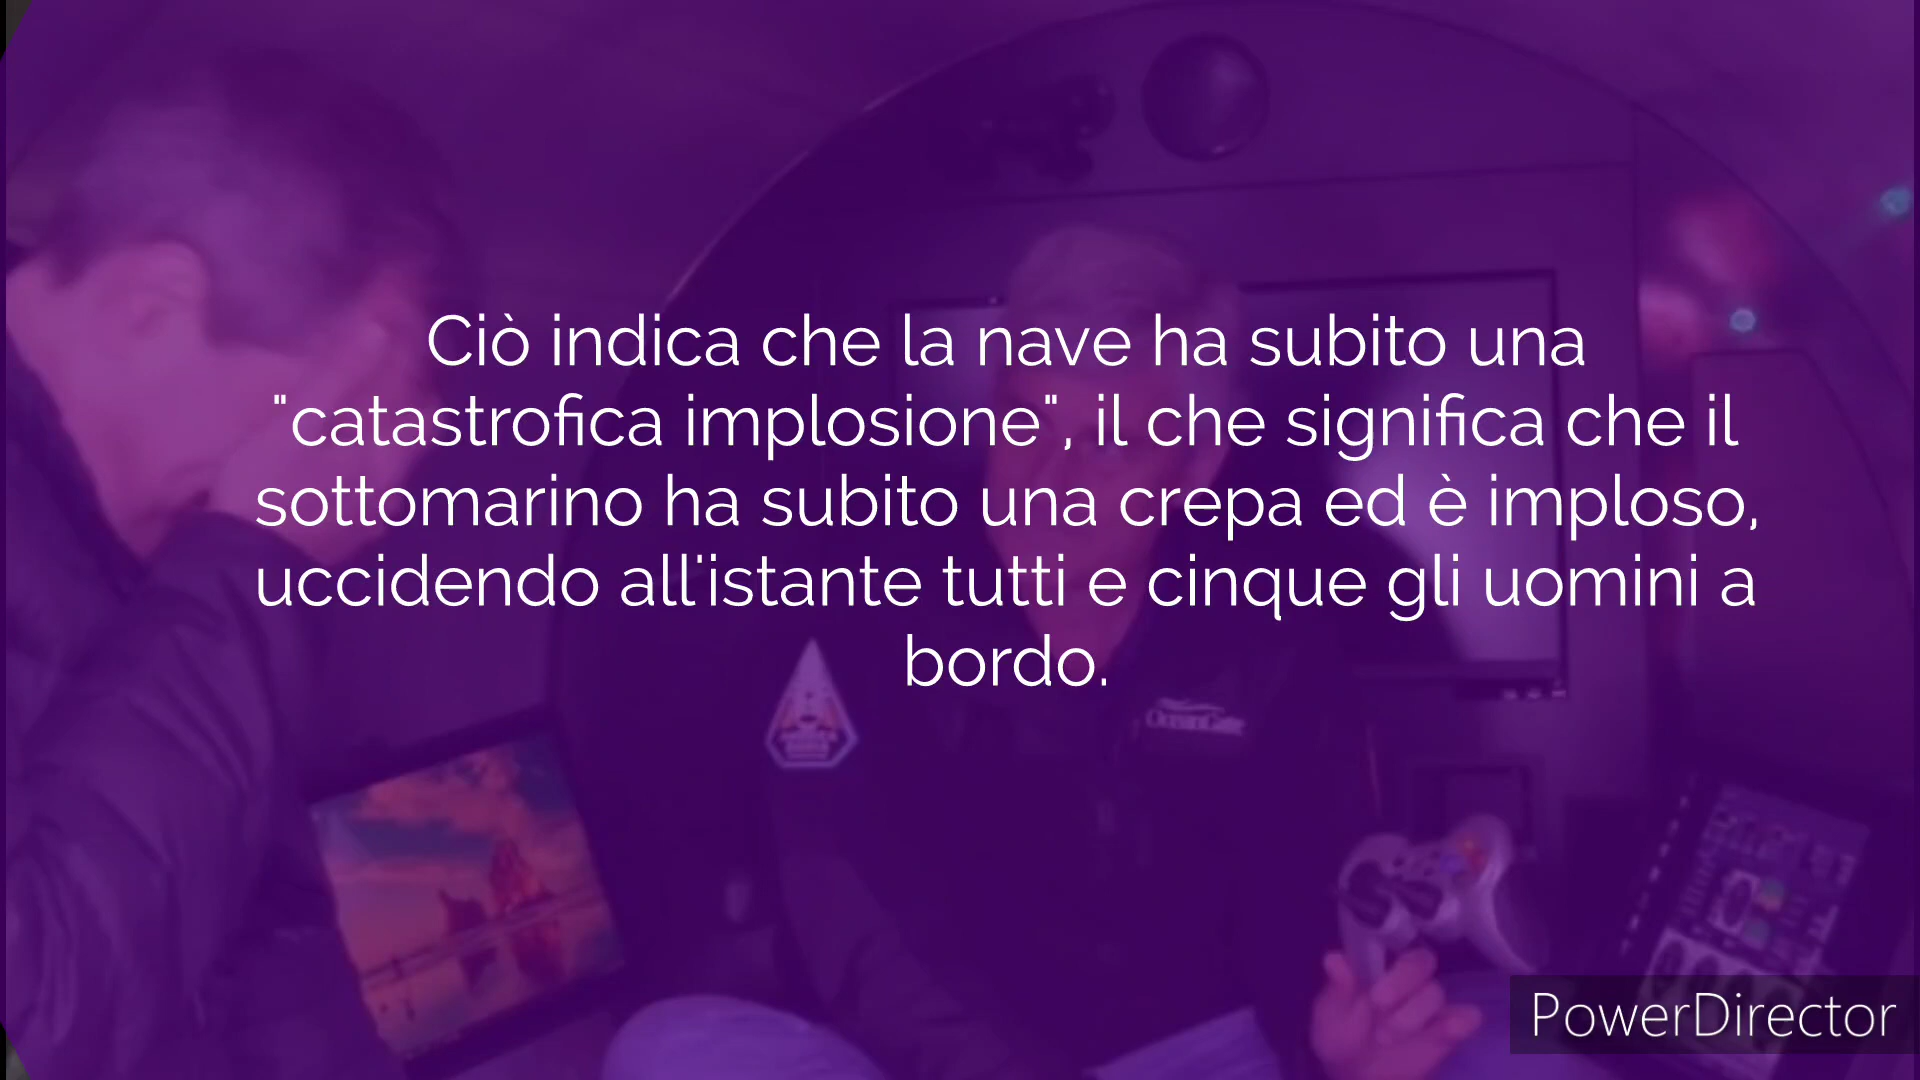 Ciò indica che la nave ha subito una
"catastrofica implosione", il che significa che il
sottomarino ha subito una crepa ed è imploso,
uccidendo all'istante tutti e cinque gli uomini a
bordo.
OceanGate
PowerDirector